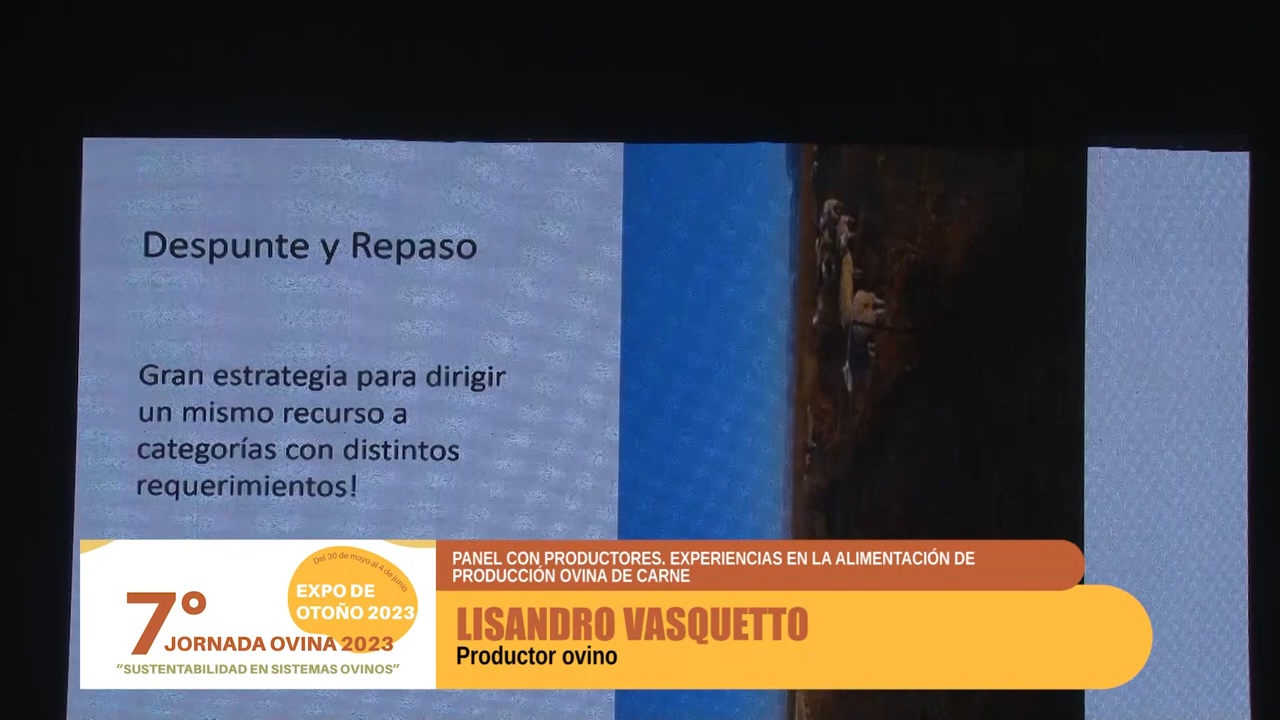 Despunte y Repaso
Gran estrategia para dirigir
un mismo recurso a
categorías con distintos
requerimientos!
Del 30 de mayo al 4 de junio
EXPO DE
OTOÑO 2023
7°
JORNADA OVINA 2023
“SUSTENTABILIDAD EN SISTEMAS OVINOS”
PANEL CON PRODUCTORES. EXPERIENCIAS EN LA ALIMENTACIÓN DE
PRODUCCIÓN OVINA DE CARNE
LISANDRO VASQUETTO
Productor ovino